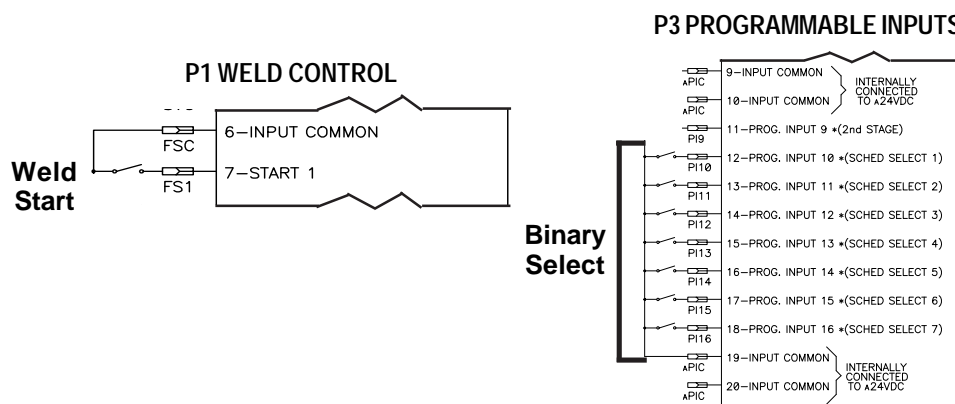 P3 PROGRAMMABLE INPUTS
P1 WELD CONTROL
6-INPUT COMMON
FSC
7-START 1
FS1
Weld
Start
9-INPUT COMMON
APIC
10-INPUT COMMON
APIC
INTERNALLY
CONNECTED
TO A24VDC
11-PROG. INPUT 9 *(2nd STAGE)
PI9
12-PROG. INPUT 10 *(SCHED SELECT 1)
PI10
13-PROG. INPUT 11 *(SCHED SELECT 2)
PI11
14-PROG. INPUT 12 *(SCHED SELECT 3)
PI12
15-PROG. INPUT 13 *(SCHED SELECT 4)
PI13
16-PROG. INPUT 14 *(SCHED SELECT 5)
PI14
17-PROG. INPUT 15 *(SCHED SELECT 6)
PI15
18-PROG. INPUT 16 *(SCHED SELECT 7)
PI16
Binary
Select
19-INPUT COMMON
APIC
20-INPUT COMMON
APIC
INTERNALLY
CONNECTED
TO A24VDC